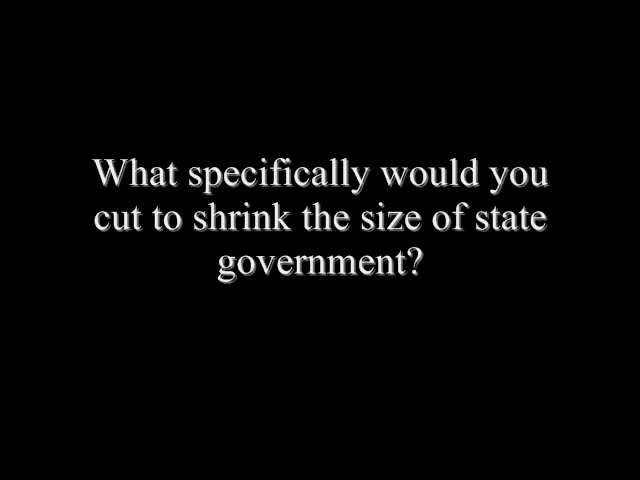 What specifically would you
cut to shrink the size of state
government?